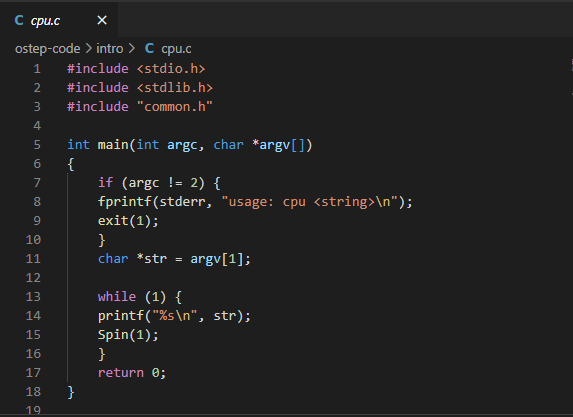 C cpu.c ×
ostep-code > intro > C cpu.c
1 #include <stdio.h>
2 #include <stdlib.h>
3 #include "common.h"
4
5 int main(int argc, char *argv[])
6 {
7 if (argc != 2) {
8 fprintf(stderr, "usage: cpu <string>\n");
9 exit(1);
10 }
11 char *str = argv[1];
12
13 while (1) {
14 printf("%s\n", str);
15 Spin(1);
16 }
17 return 0;
18 }
19